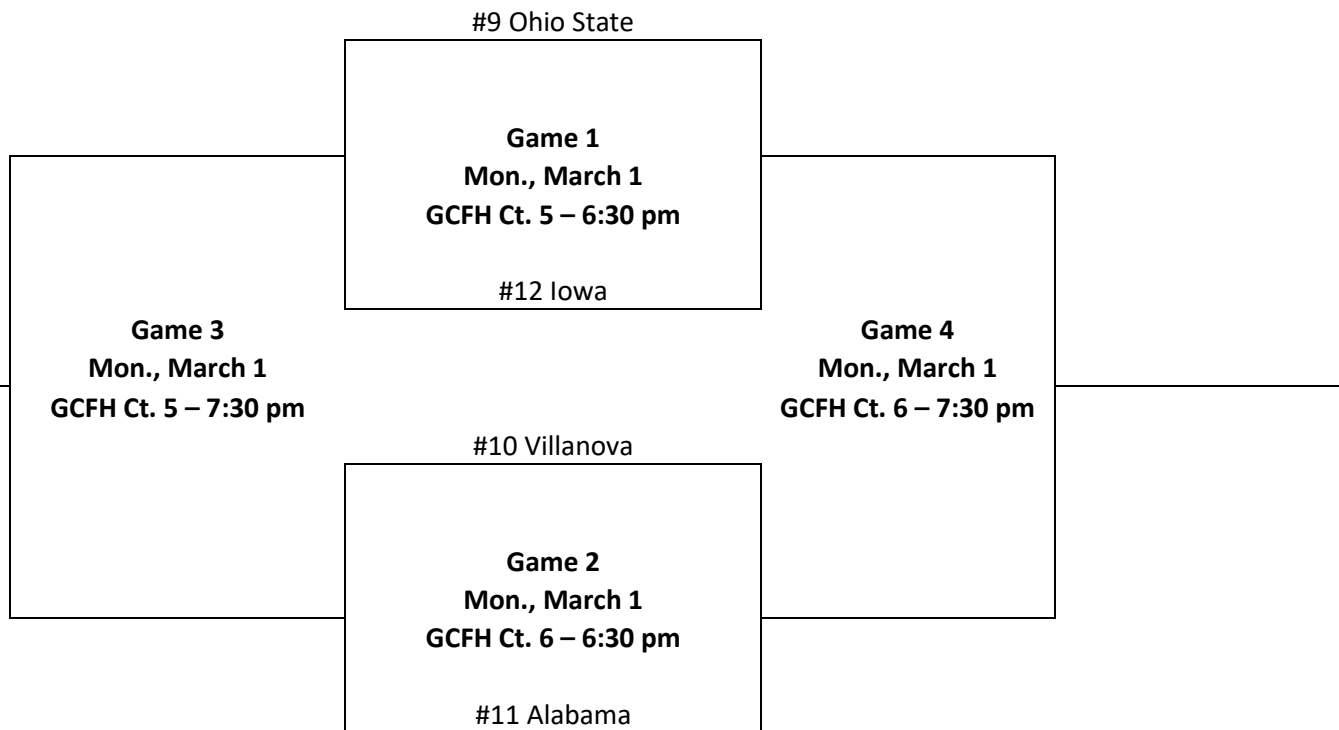 #9 Ohio State
Game 1
Mon., March 1
GCFH Ct. 5 – 6:30 pm
#12 Iowa
Game 3
Mon., March 1
GCFH Ct. 5 – 7:30 pm
Game 4
Mon., March 1
GCFH Ct. 6 – 7:30 pm
#10 Villanova
Game 2
Mon., March 1
GCFH Ct. 6 – 6:30 pm
#11 Alabama